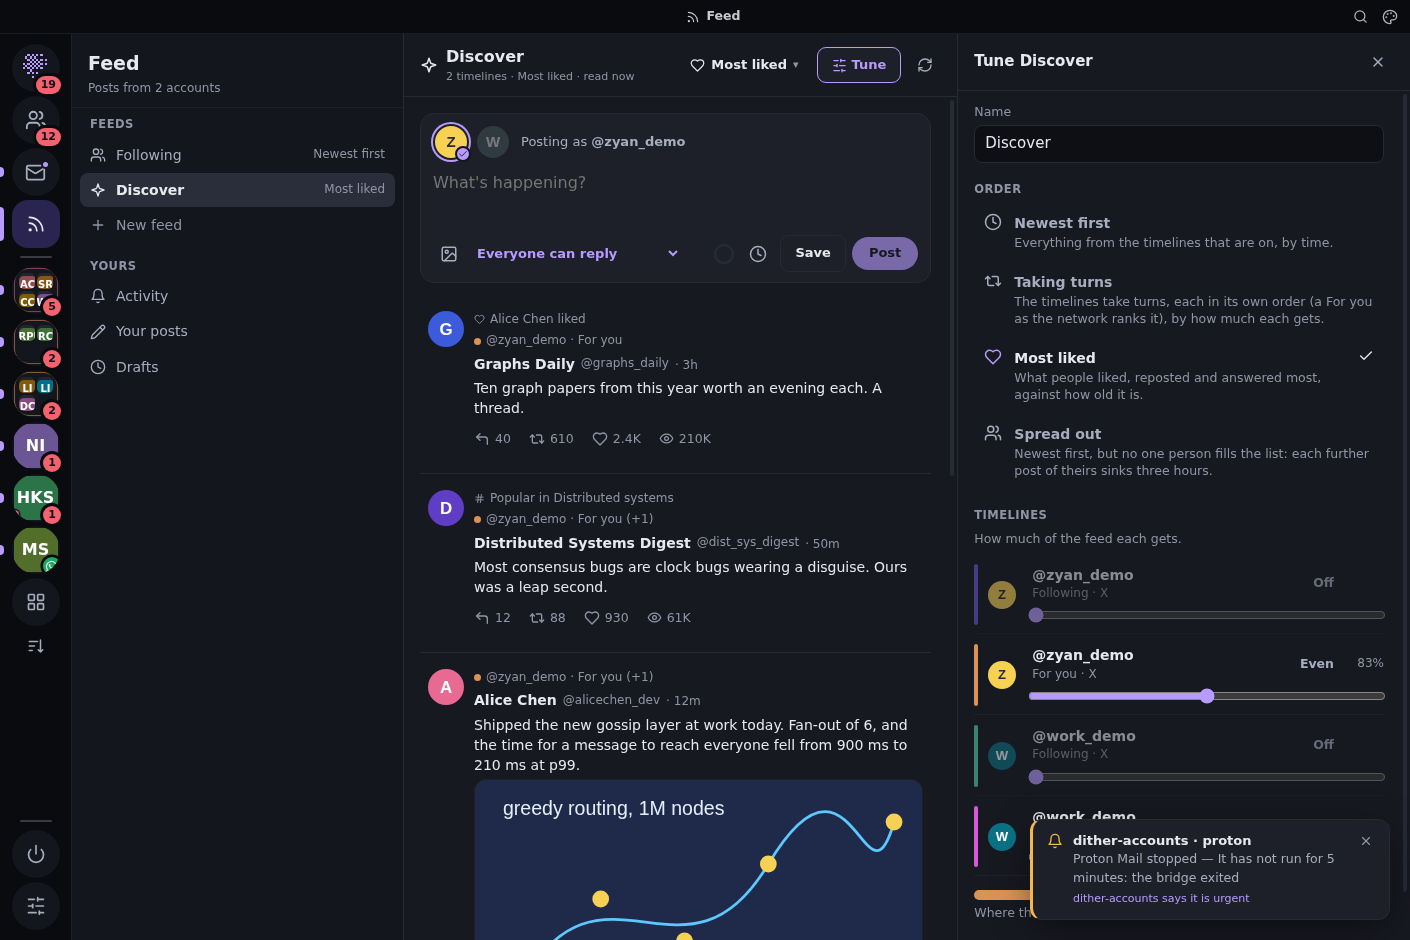 Feed
19
12
AC
SR
CC
5
RP
RC
2
LI
LI
DC
2
NI
1
HKS
1
MS
Feed
Posts from 2 accounts
FEEDS
Following
Newest first
Discover
Most liked
New feed
YOURS
Activity
Your posts
Drafts
Discover
2 timelines · Most liked · read now
Most liked
Tune
Z
W
Posting as @zyan_demo
What's happening?
Everyone can reply
Save
Post
G
Alice Chen liked
@zyan_demo · For you
Graphs Daily @graphs_daily · 3h
Ten graph papers from this year worth an evening each. A
thread.
40
610
2.4K
210K
D
Popular in Distributed systems
@zyan_demo · For you (+1)
Distributed Systems Digest @dist_sys_digest · 50m
Most consensus bugs are clock bugs wearing a disguise. Ours
was a leap second.
12
88
930
61K
A
@zyan_demo · For you (+1)
Alice Chen @alicechen_dev · 12m
Shipped the new gossip layer at work today. Fan-out of 6, and
the time for a message to reach everyone fell from 900 ms to
210 ms at p99.
greedy routing, 1M nodes
Tune Discover
Name
Discover
ORDER
Newest first
Everything from the timelines that are on, by time.
Taking turns
The timelines take turns, each in its own order (a For you
as the network ranks it), by how much each gets.
Most liked
What people liked, reposted and answered most,
against how old it is.
Spread out
Newest first, but no one person fills the list: each further
post of theirs sinks three hours.
TIMELINES
How much of the feed each gets.
Z
@zyan_demo
Following · X
Off
Z
@zyan_demo
For you · X
Even
83%
W
@work_demo
Following · X
Off
W
@work_demo
Where
dither-accounts · proton
Proton Mail stopped — It has not run for 5
minutes: the bridge exited
dither-accounts says it is urgent